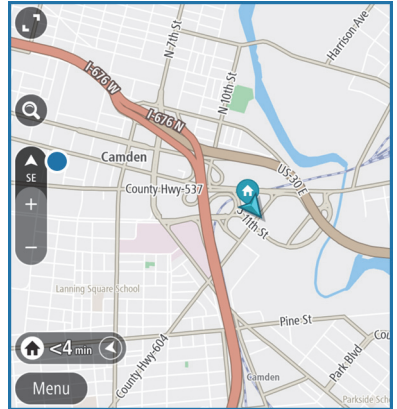 N-7th-St
Harrison Ave
I-676 W
N-10th-St
I-676 N
Camden
US-30 E
SE
County Hwy-537
+
S-11th-St
−
Lanning Square School
Pine St
<4 min
County Hwy-604
Park Blvd
Camden
Menu